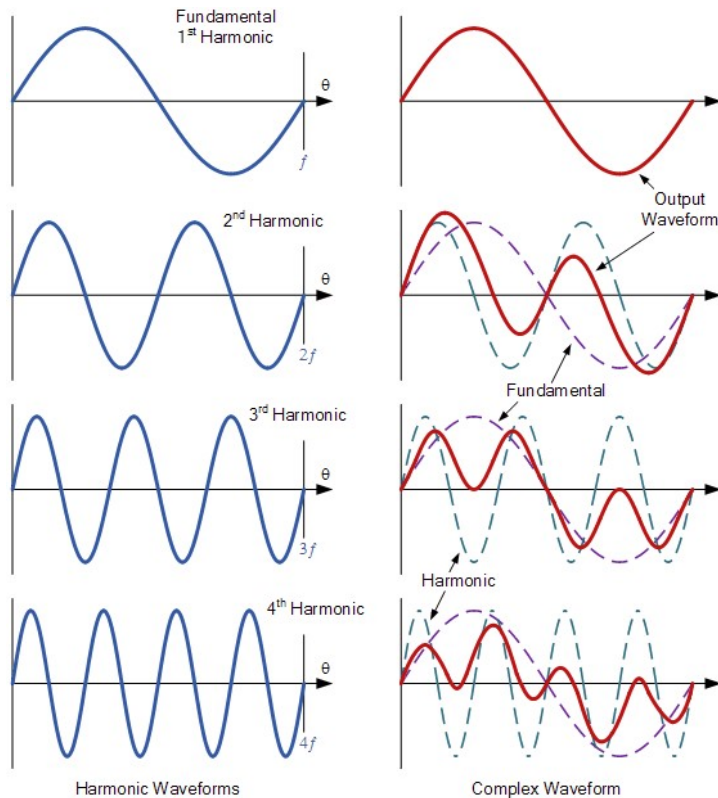 Fundamental
1st Harmonic
θ
f
Output
Waveform
2nd Harmonic
θ
2f
Fundamental
3rd Harmonic
θ
3f
Harmonic
4th Harmonic
θ
4f
Harmonic Waveforms
Complex Waveform